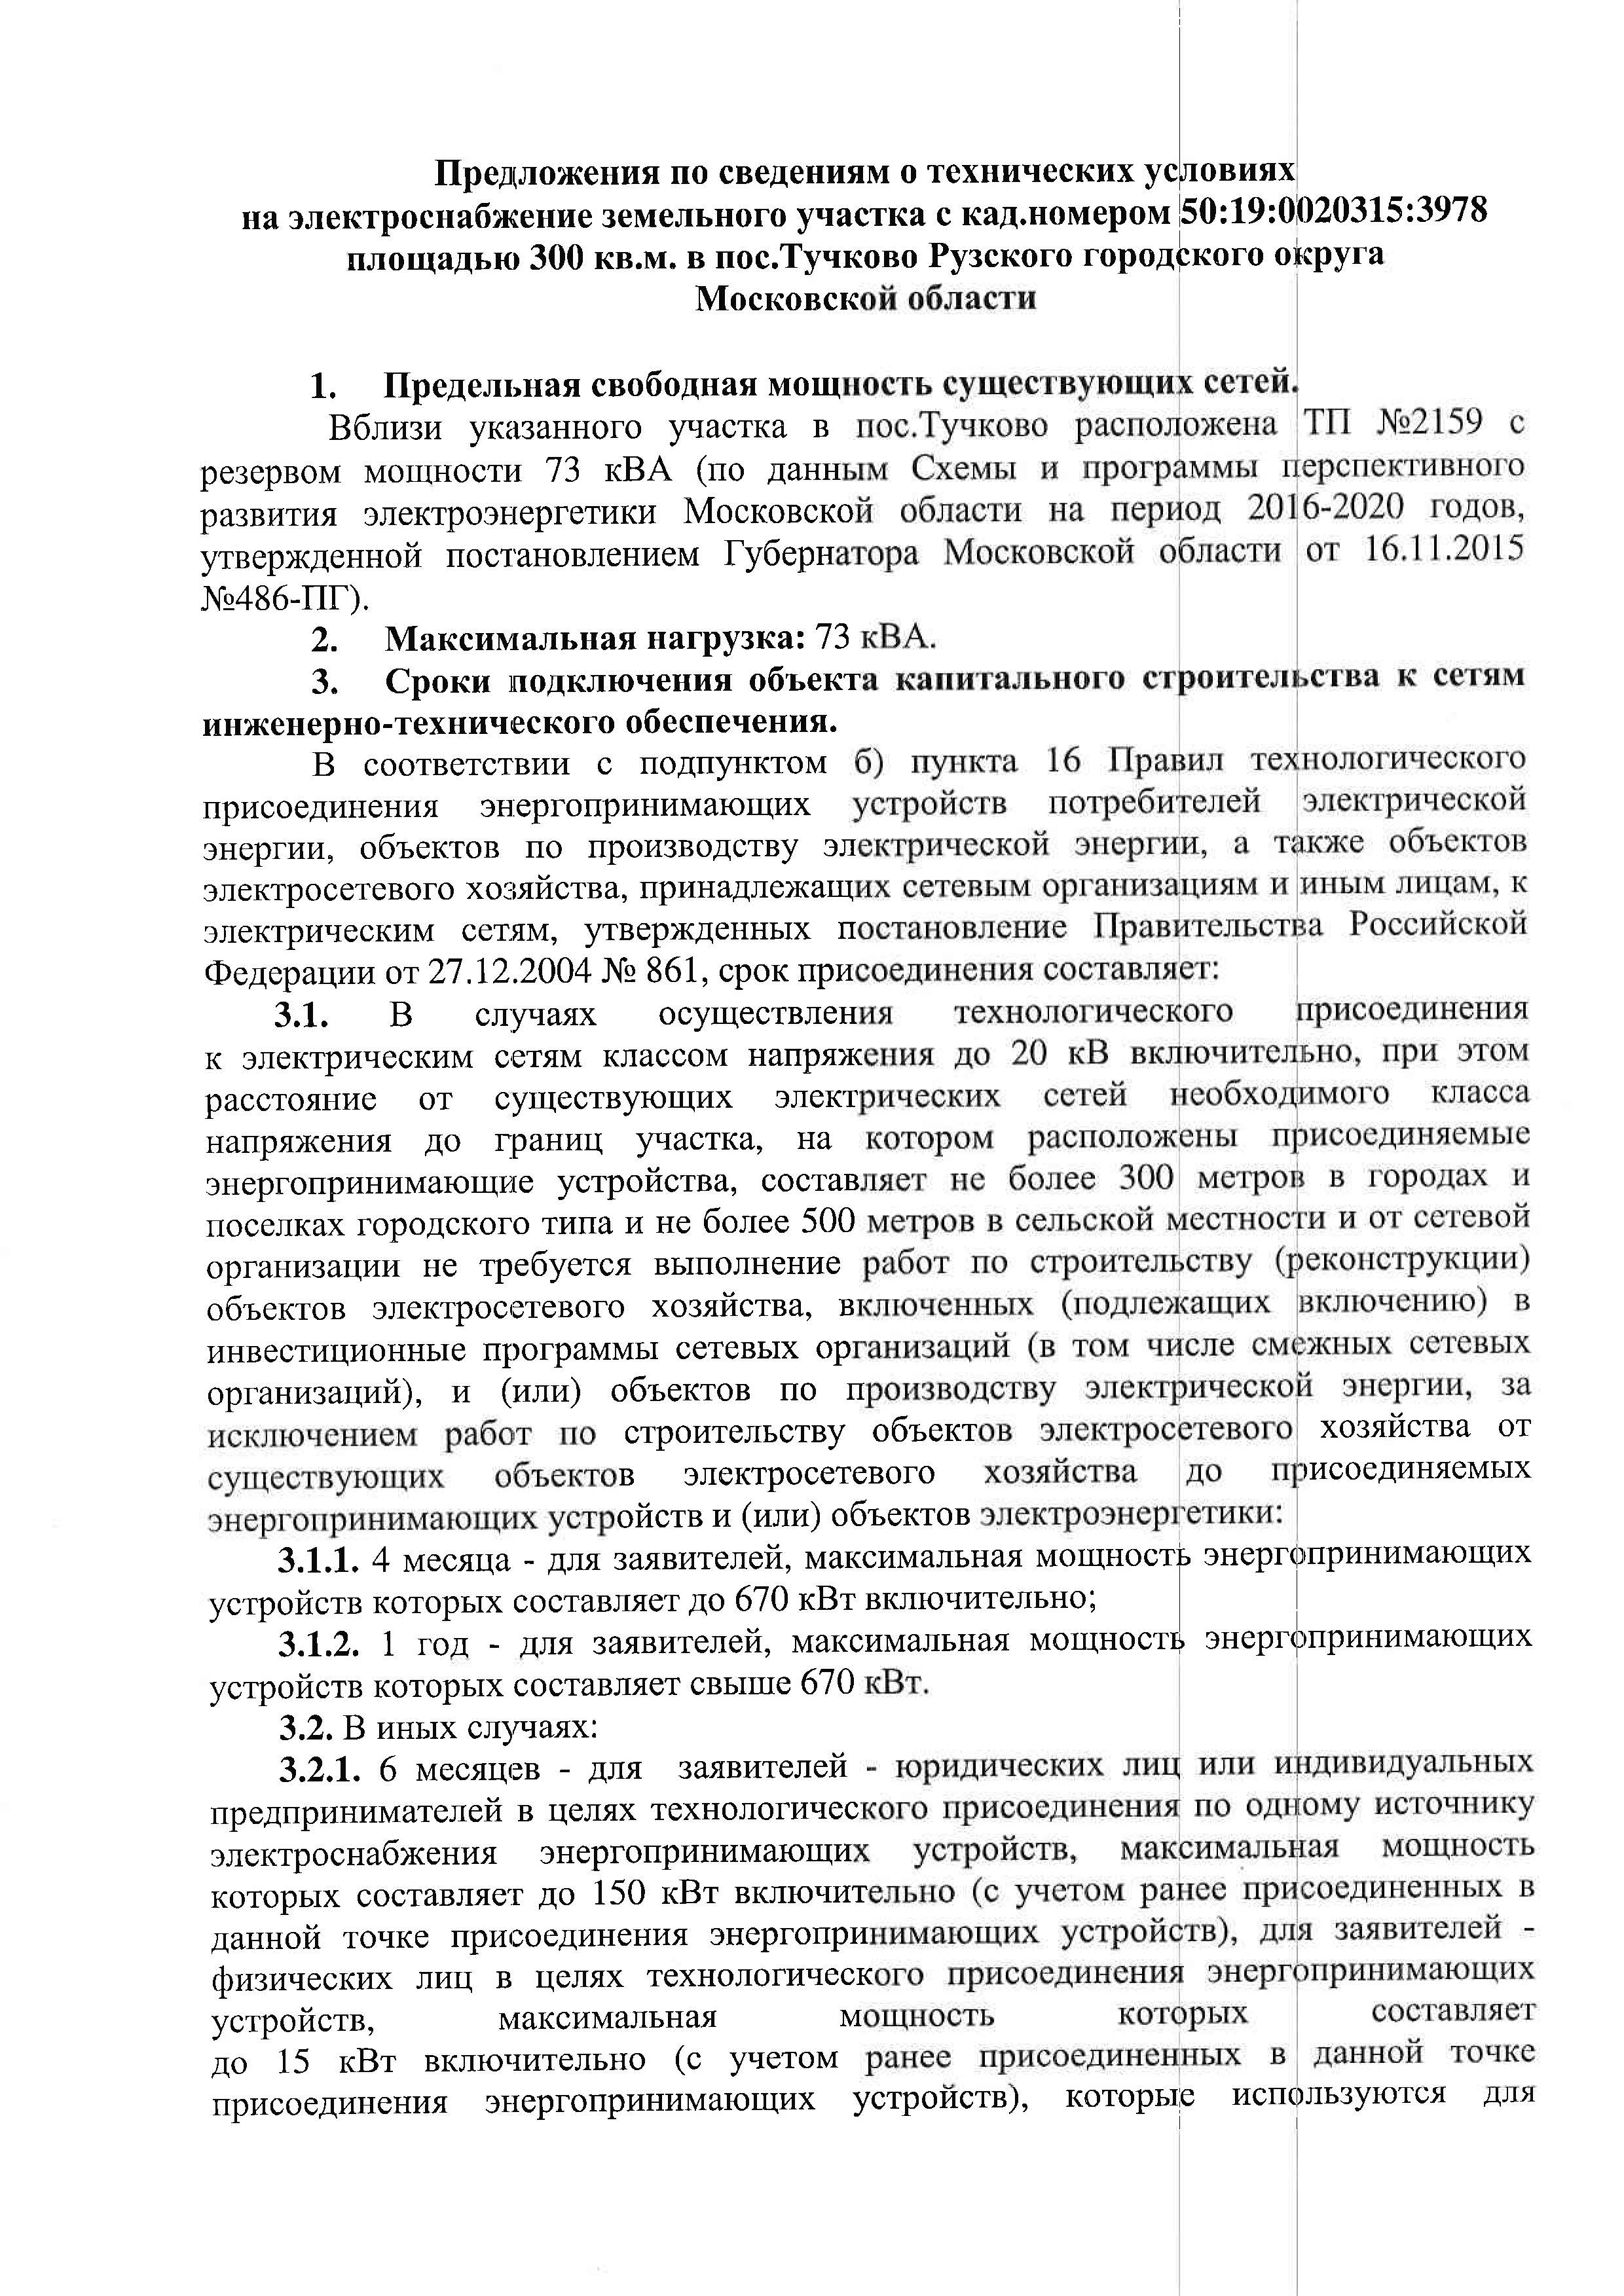 Предложения по сведениям о технических условиях
на электроснабжение земельного участка с кад.номером 50:19:0020315:3978
площадью 300 кв.м. в пос.Тучково Рузского городского округа
Московской области
1. Предельная свободная мощность существующих сетей.
Вблизи указанного участка в пос.Тучково расположена ТП №2159 с
резервом мощности 73 кВА (по данным Схемы и программы перспективного
развития электроэнергетики Московской области на период 2016-2020 годов,
утвержденной постановлением Губернатора Московской области от 16.11.2015
№486-ПГ).
2. Максимальная нагрузка: 73 кВА.
3. Сроки подключения объекта капитального строительства к сетям
инженерно-технического обеспечения.
В соответствии с подпунктом б) пункта 16 Правил технологического
присоединения энергопринимающих устройств потребителей электрической
энергии, объектов по производству электрической энергии, а также объектов
электросетевого хозяйства, принадлежащих сетевым организациям и иным лицам, к
электрическим сетям, утвержденных постановление Правительства Российской
Федерации от 27.12.2004 № 861, срок присоединения составляет:
3.1. В случаях осуществления технологического присоединения
к электрическим сетям классом напряжения до 20 кВ включительно, при этом
расстояние от существующих электрических сетей необходимого класса
напряжения до границ участка, на котором расположены присоединяемые
энергопринимающие устройства, составляет не более 300 метров в городах и
поселках городского типа и не более 500 метров в сельской местности и от сетевой
организации не требуется выполнение работ по строительству (реконструкции)
объектов электросетевого хозяйства, включенных (подлежащих включению) в
инвестиционные программы сетевых организаций (в том числе смежных сетевых
организаций), и (или) объектов по производству электрической энергии, за
исключением работ по строительству объектов электросетевого хозяйства от
существующих объектов электросетевого хозяйства до присоединяемых
энергопринимающих устройств и (или) объектов электроэнергетики:
3.1.1. 4 месяца - для заявителей, максимальная мощность энергопринимающих
устройств которых составляет до 670 кВт включительно;
3.1.2. 1 год - для заявителей, максимальная мощность энергопринимающих
устройств которых составляет свыше 670 кВт.
3.2. В иных случаях:
3.2.1. 6 месяцев - для заявителей - юридических лиц или индивидуальных
предпринимателей в целях технологического присоединения по одному источнику
электроснабжения энергопринимающих устройств, максимальная мощность
которых составляет до 150 кВт включительно (с учетом ранее присоединенных в
данной точке присоединения энергопринимающих устройств), для заявителей -
физических лиц в целях технологического присоединения энергопринимающих
устройств, максимальная мощность которых составляет
до 15 кВт включительно (с учетом ранее присоединенных в данной точке
присоединения энергопринимающих устройств), которые используются для